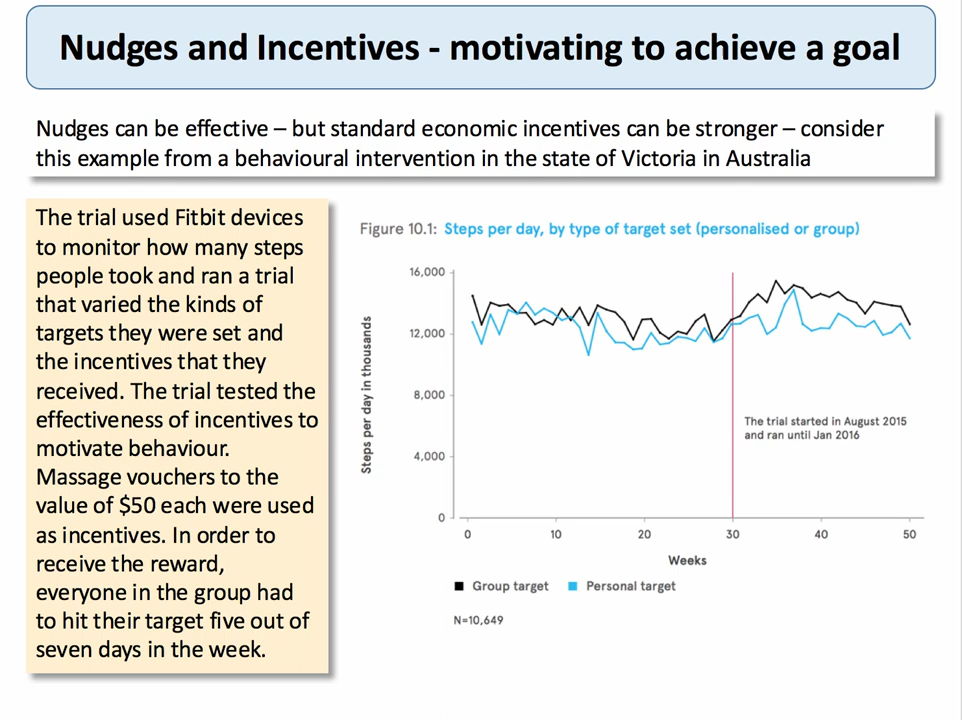 Nudges and Incentives - motivating to achieve a goal
Nudges can be effective – but standard economic incentives can be stronger – consider
this example from a behavioural intervention in the state of Victoria in Australia
The trial used Fitbit devices
to monitor how many steps
people took and ran a trial
that varied the kinds of
targets they were set and
the incentives that they
received. The trial tested the
effectiveness of incentives to
motivate behaviour.
Massage vouchers to the
value of $50 each were used
as incentives. In order to
receive the reward,
everyone in the group had
to hit their target five out of
seven days in the week.
Figure 10.1: Steps per day, by type of target set (personalised or group)
Steps per day in thousands
16,000
12,000
8,000
4,000
0
The trial started in August 2015
and ran until Jan 2016
0 10 20 30 40 50
Weeks
Group target Personal target
N=10,649